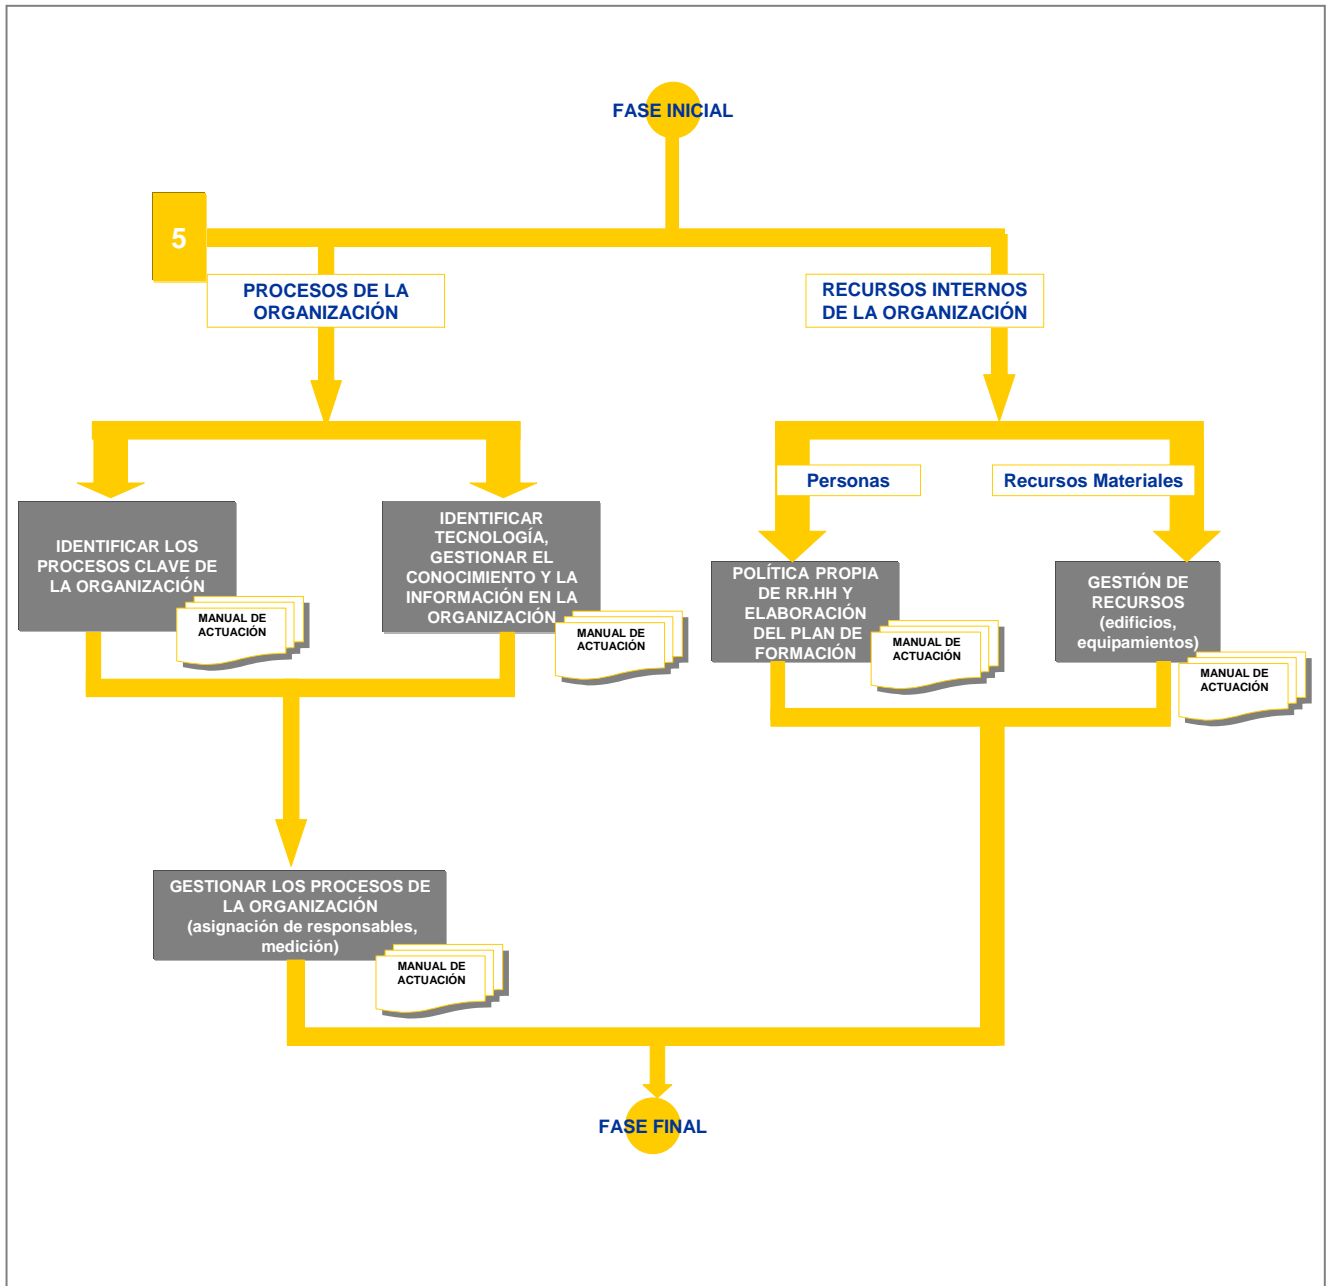 FASE INICIAL
5
PROCESOS DE LA
ORGANIZACIÓN
RECURSOS INTERNOS
DE LA ORGANIZACIÓN
Personas
Recursos Materiales
IDENTIFICAR LOS
PROCESOS CLAVE DE
LA ORGANIZACIÓN
MANUAL DE
ACTUACIÓN
IDENTIFICAR
TECNOLOGÍA,
GESTIONAR EL
CONOCIMIENTO Y LA
INFORMACIÓN EN LA
ORGANIZACIÓN
MANUAL DE
ACTUACIÓN
POLÍTICA PROPIA
DE RR.HH Y
ELABORACIÓN
DEL PLAN DE
FORMACIÓN
MANUAL DE
ACTUACIÓN
GESTIÓN DE
RECURSOS
(edificios,
equipamientos)
MANUAL DE
ACTUACIÓN
GESTIONAR LOS PROCESOS DE
LA ORGANIZACIÓN
(asignación de responsables,
medición)
MANUAL DE
ACTUACIÓN
FASE FINAL